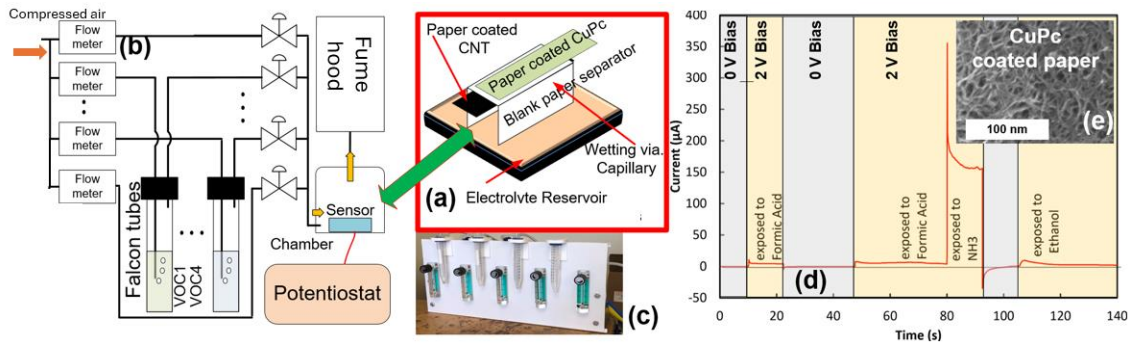 Compressed air
Flow
meter
(b)
Flow
meter
Flow
meter
Flow
meter
Falcon tubes
VOC1
VOC4
Fume
hood
Sensor
Chamber
Potentiostat
Paper coated
CNT
Paper coated CuPc
Blank paper separator
Wetting via.
Capillary
(a)
Electrolyte Reservoir
(c)
Current (µA)
400
350
300
250
200
150
100
50
0
-50
0 V Bias
2 V Bias
0 V Bias
2 V Bias
exposed to
Formic Acid
exposed to
Formic Acid
exposed to
NH3
exposed to
Ethanol
CuPc
coated paper
100 nm
(e)
(d)
0 20 40 60 80 100 120 140
Time (s)